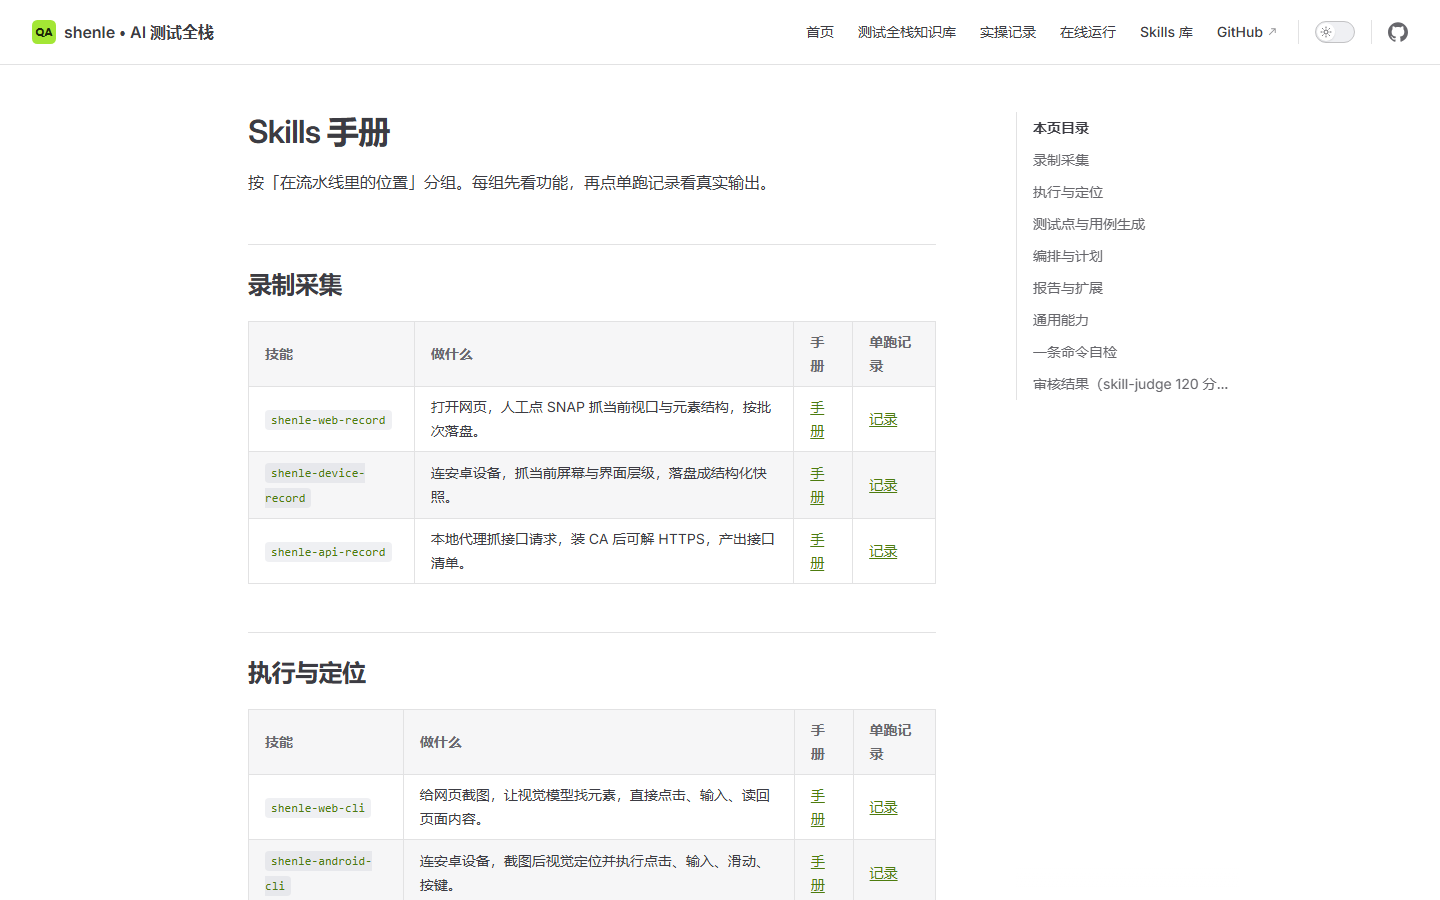 QA shenle • AI 测试全栈
首页 测试全栈知识库 实操记录 在线运行 Skills 库 GitHub
Skills 手册
按「在流水线里的位置」分组。每组先看功能，再点单跑记录看真实输出。
本页目录
录制采集
执行与定位
测试点与用例生成
编排与计划
报告与扩展
通用能力
一条命令自检
审核结果（skill-judge 120 分...
录制采集
技能 做什么 手册 单跑记录
shenle-web-record 打开网页，人工点 SNAP 抓当前视口与元素结构，按批次落盘。 手册 记录
shenle-device-record 连安卓设备，抓当前屏幕与界面层级，落盘成结构化快照。 手册 记录
shenle-api-record 本地代理抓接口请求，装 CA 后可解 HTTPS，产出接口清单。 手册 记录
执行与定位
技能 做什么 手册 单跑记录
shenle-web-cli 给网页截图，让视觉模型找元素，直接点击、输入、读回页面内容。 手册 记录
shenle-android-cli 连安卓设备，截图后视觉定位并执行点击、输入、滑动、按键。 手册 记录